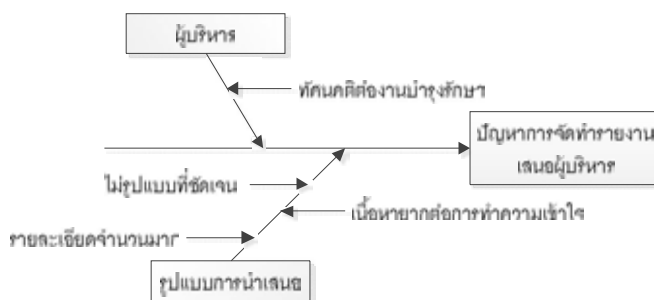 ผู้บริหาร
ทัศนคติต่องานบำรุงรักษา
ปัญหาการจัดทำรายงาน
เสนอผู้บริหาร
ไม่รูปแบบที่ชัดเจน
เนื้อหายากต่อการทำความเข้าใจ
รายละเอียดจำนวนมาก
รูปแบบการนำเสนอ